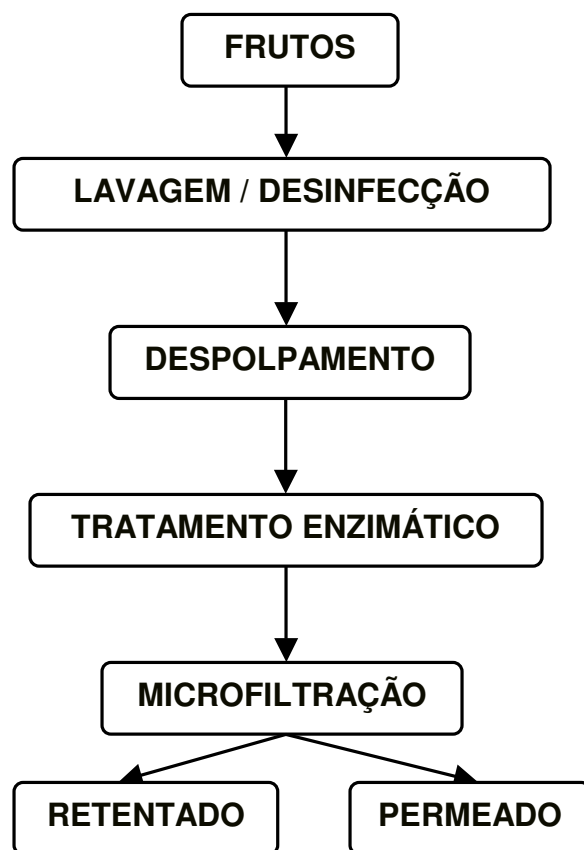 FRUTOS
LAVAGEM / DESINFECÇÃO
DESPOLPAMENTO
TRATAMENTO ENZIMÁTICO
MICROFILTRAÇÃO
RETENTADO
PERMEADO